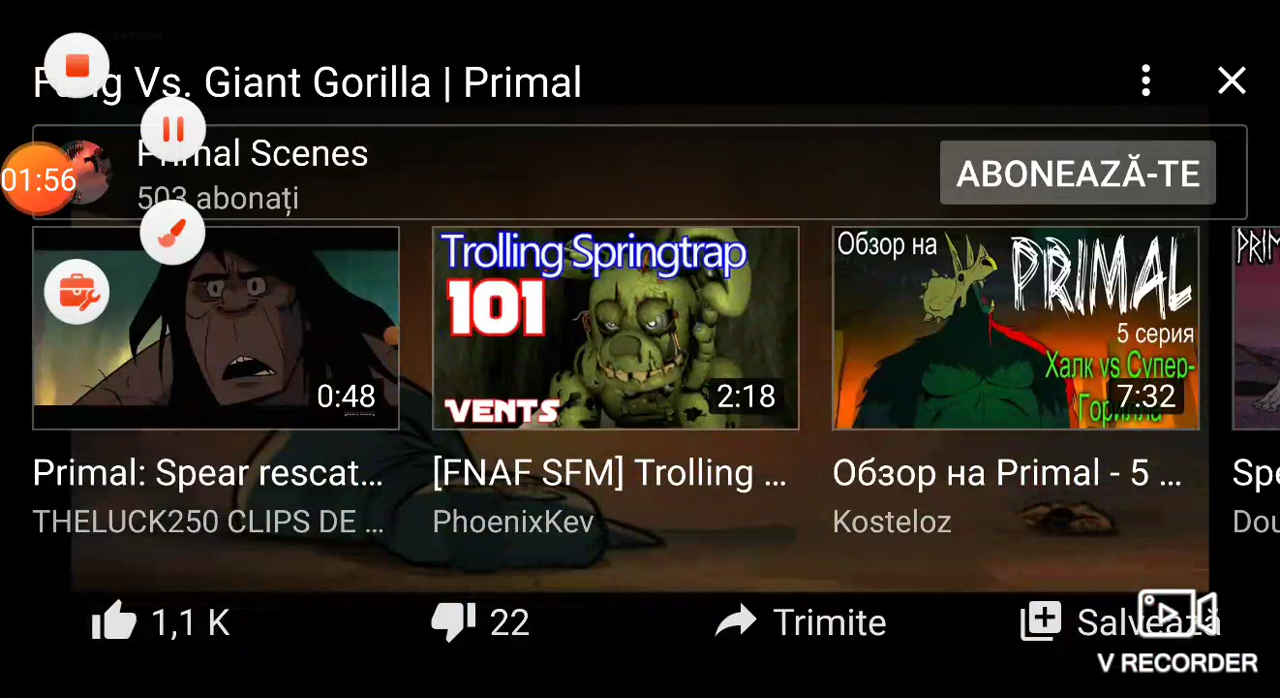 Vs. Giant Gorilla | Primal
Primal Scenes
503 abonați
ABONEAZĂ-TE
01:56
0:48
Trolling Springtrap
101
VENTS
2:18
Обзор на
PRIMAL
5 серия
Халк vs Супер-
Горилла
7:32
Primal: Spear rescat...
THELUCK250 CLIPS DE ...
[FNAF SFM] Trolling ...
PhoenixKev
Обзор на Primal - 5 ...
Kosteloz
Spe
Dou
1,1 K
22
Trimite
Salvează
V RECORDER